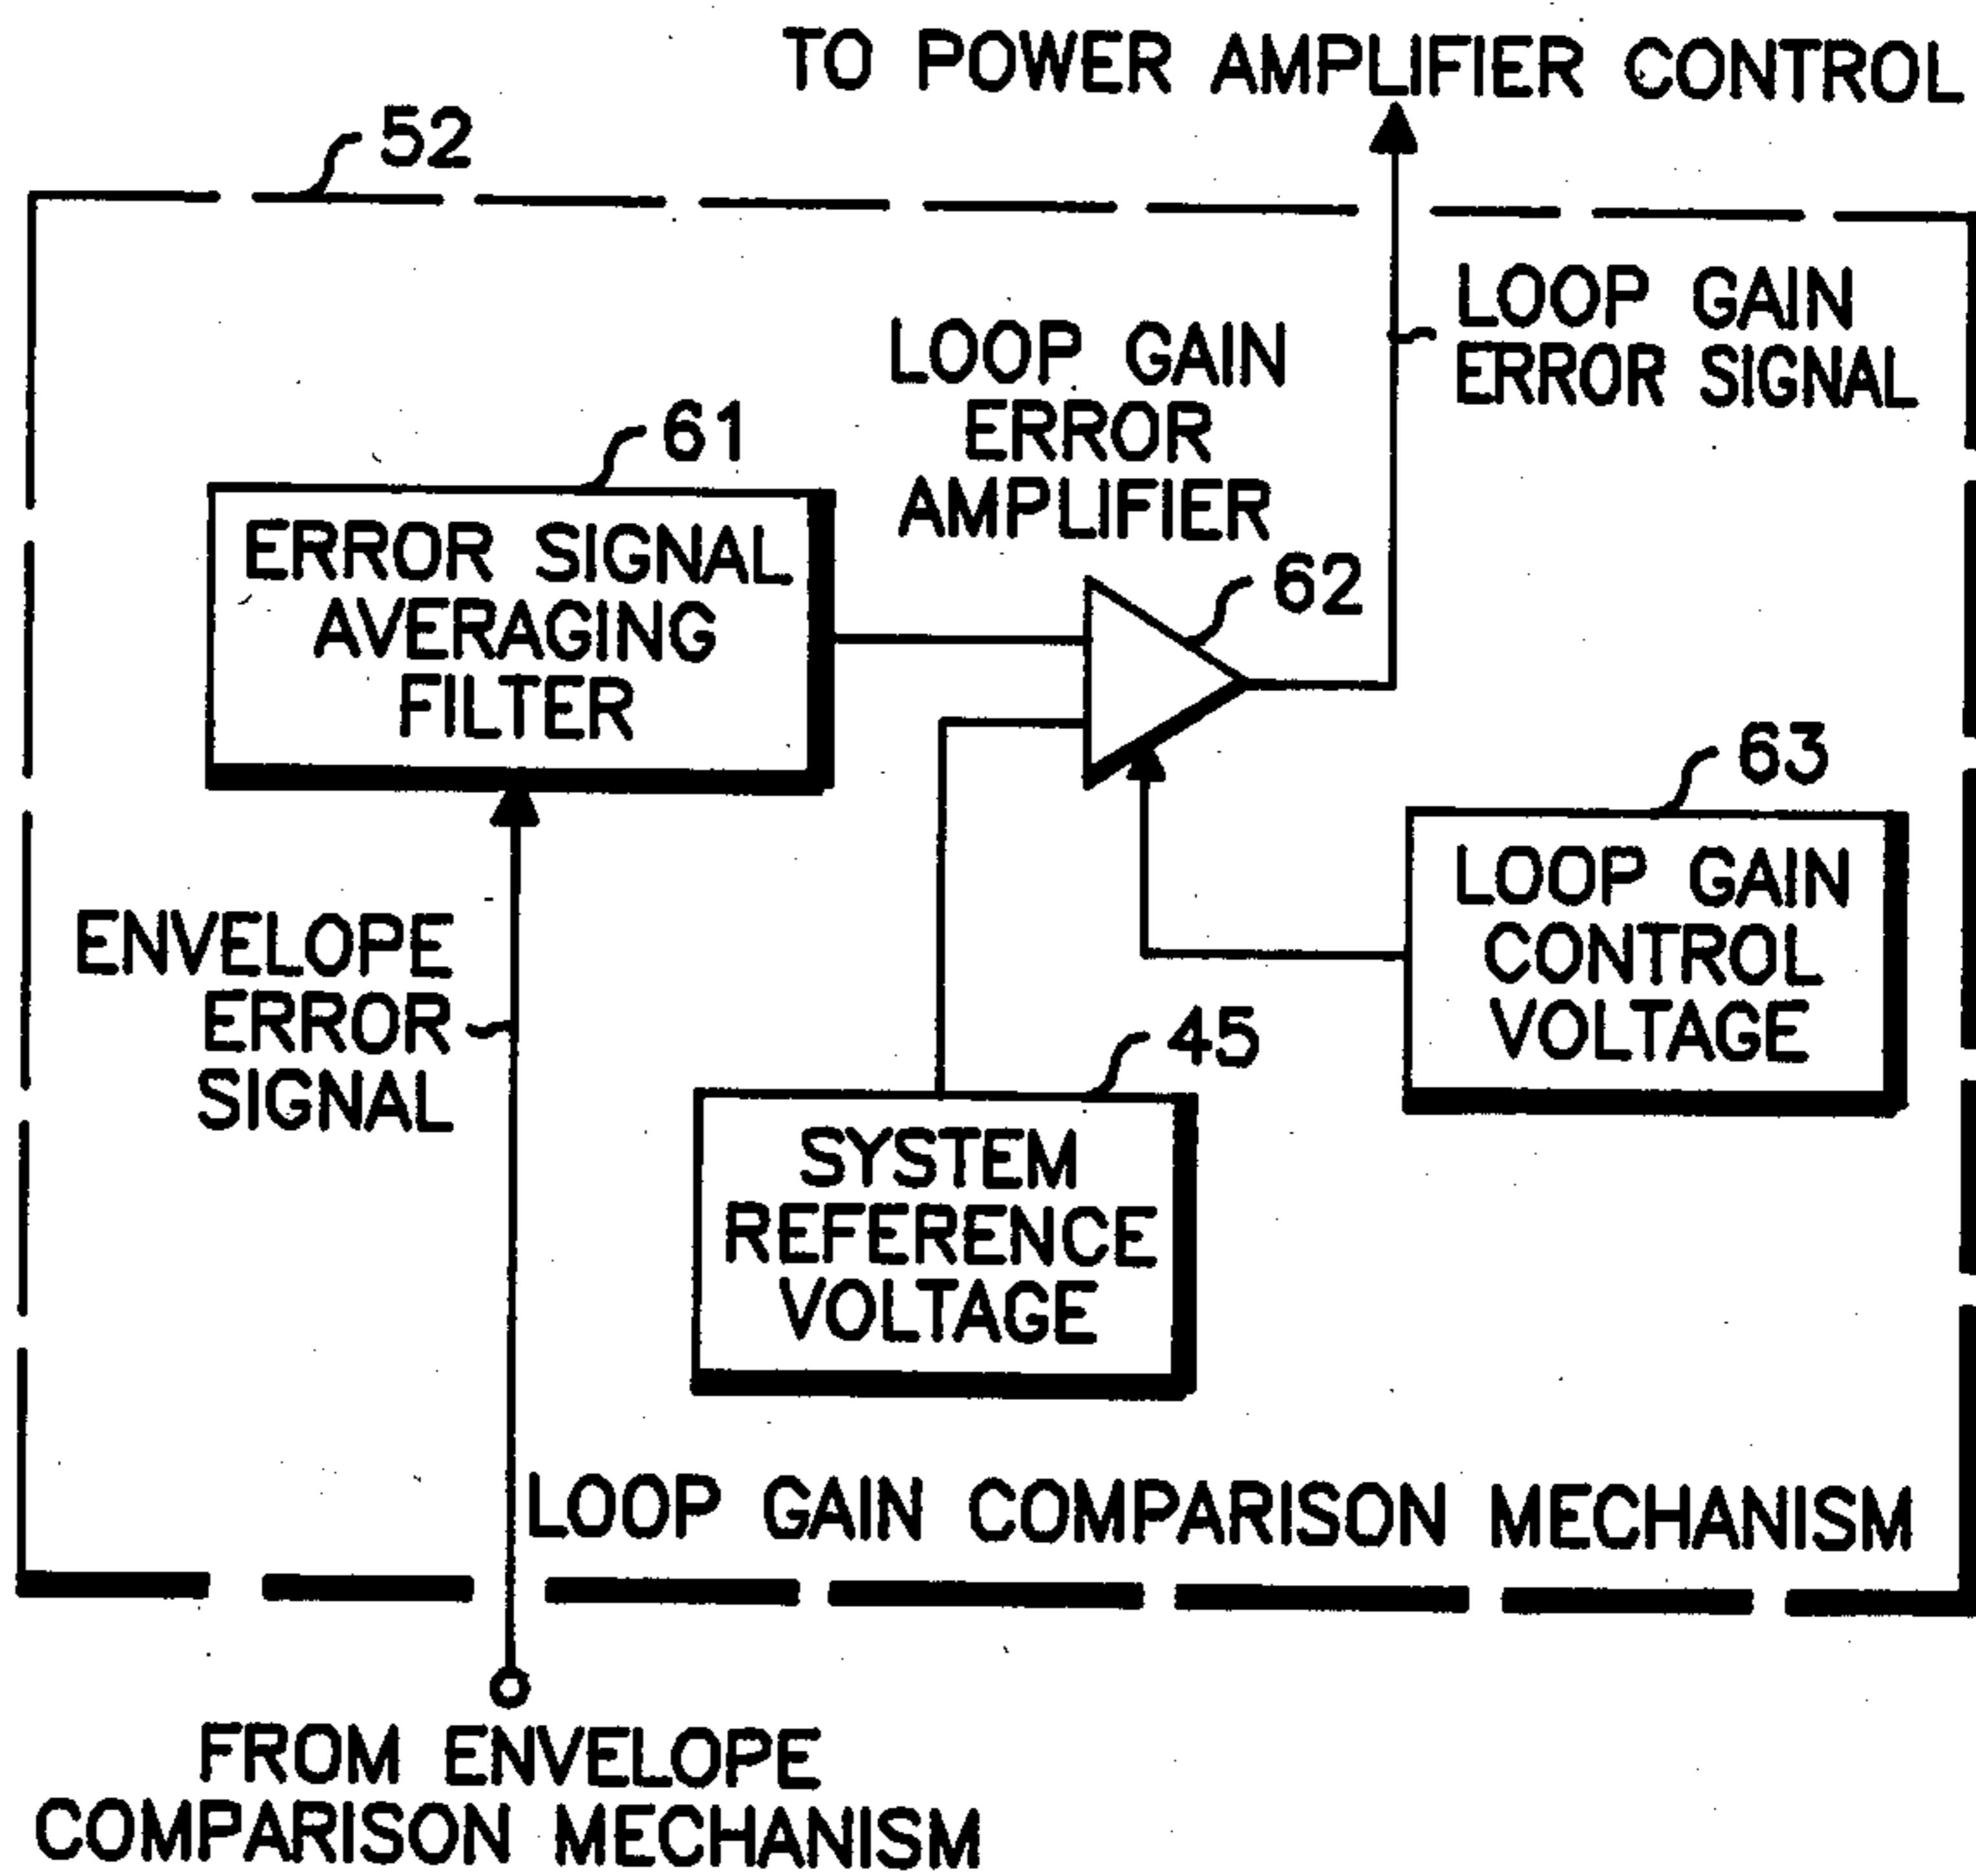 TO POWER AMPLIFIER CONTROL
52
LOOP GAIN
ERROR SIGNAL
LOOP GAIN
ERROR
AMPLIFIER
61
ERROR SIGNAL
AVERAGING
FILTER
62
63
LOOP GAIN
CONTROL
VOLTAGE
ENVELOPE
ERROR
SIGNAL
45
SYSTEM
REFERENCE
VOLTAGE
LOOP GAIN COMPARISON MECHANISM
FROM ENVELOPE
COMPARISON MECHANISM